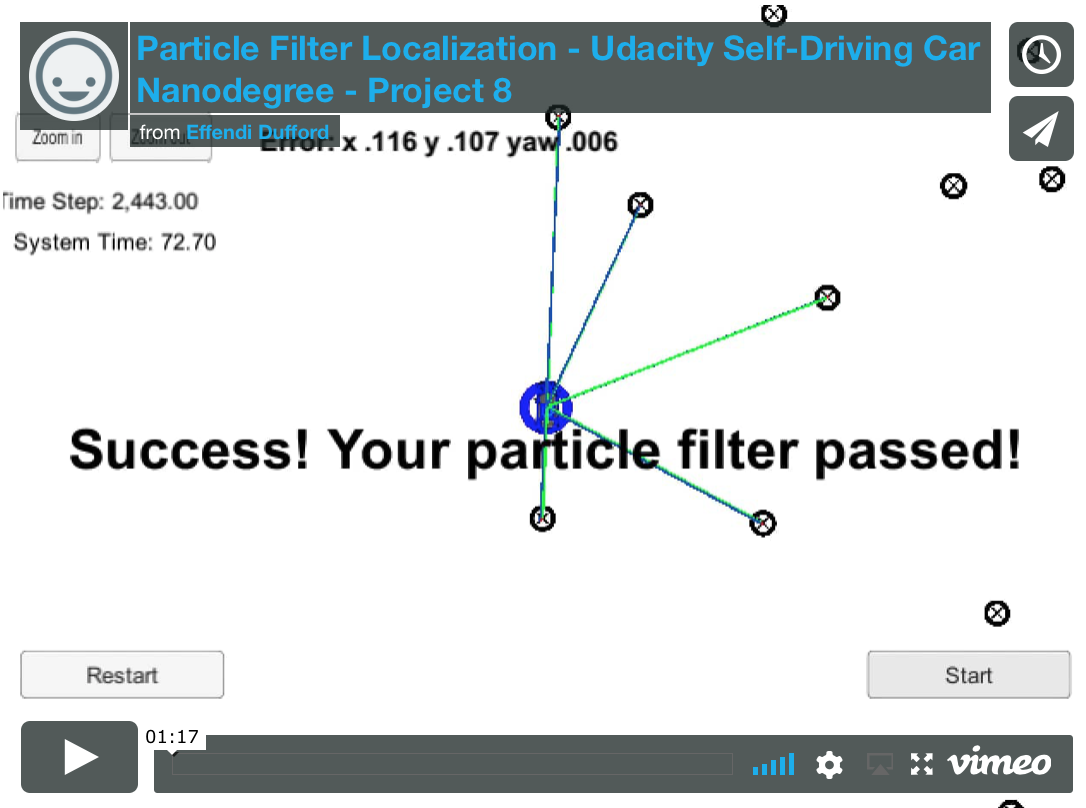 Particle Filter Localization - Udacity Self-Driving Car
Nanodegree - Project 8
from Effendi Dufford
Zoom in
Zoom out
Error: x .116 y .107 yaw .006
Time Step: 2,443.00
System Time: 72.70
Success! Your particle filter passed!
Restart
Start
01:17
vimeo